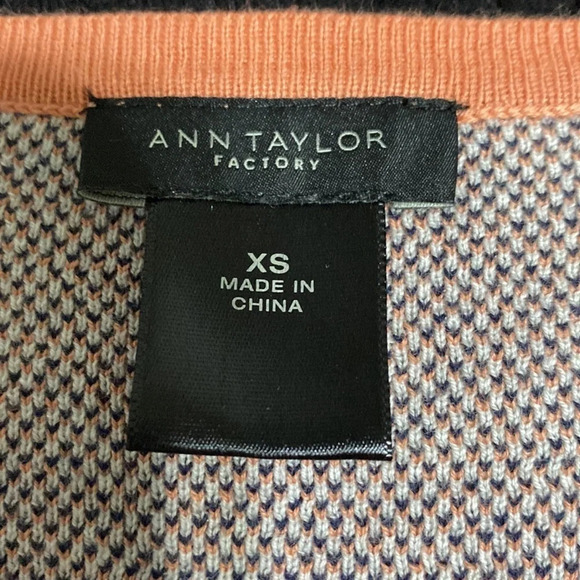 ANN TAYLOR
FACTORY
XS
MADE IN
CHINA